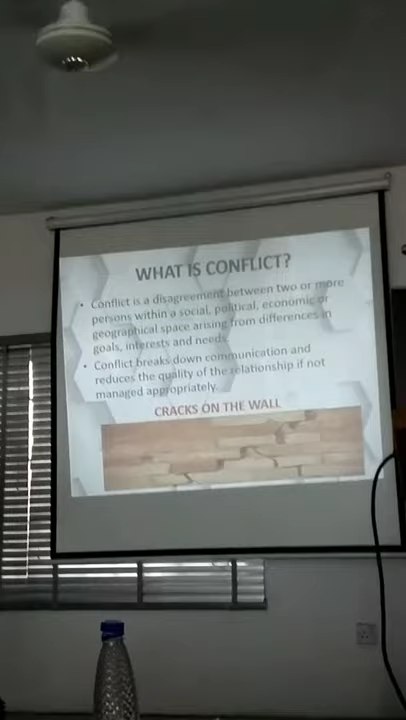 WHAT IS CONFLICT?
• Conflict is a disagreement between two or more
persons within a social, political, economic or
geographical space arising from differences in
goals, interests and needs.
• Conflict breaks down communication and
reduces the quality of the relationship if not
managed appropriately.
CRACKS ON THE WALL